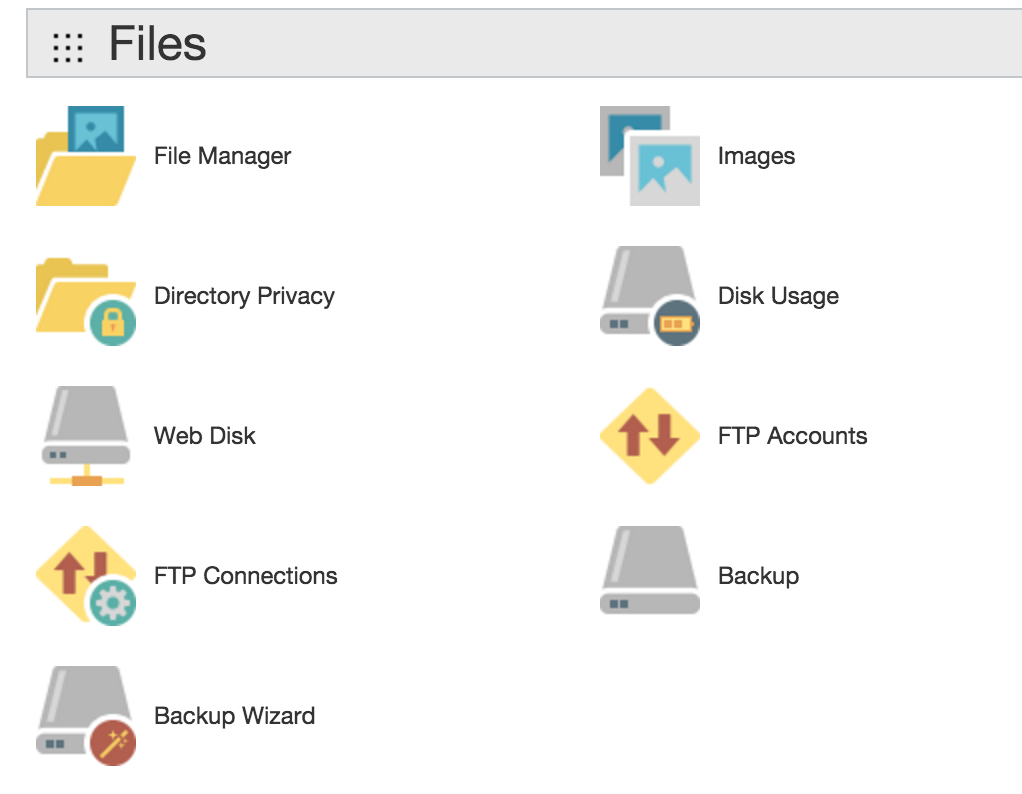 Files
File Manager
Images
Directory Privacy
Disk Usage
Web Disk
FTP Accounts
FTP Connections
Backup
Backup Wizard